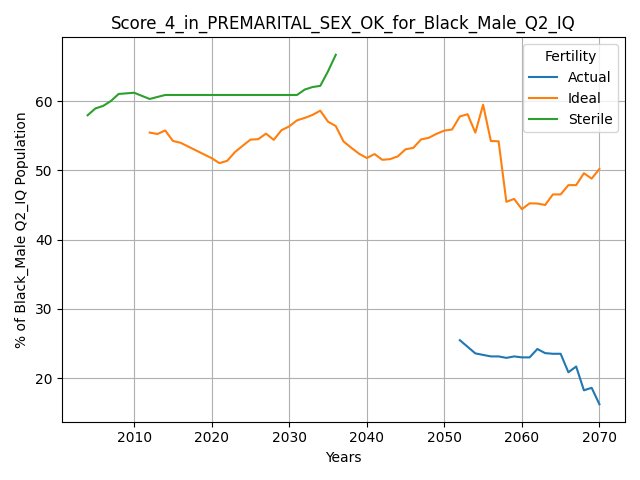 Score_4_in_PREMARITAL_SEX_OK_for_Black_Male_Q2_IQ
Fertility
Actual
Ideal
Sterile
% of Black_Male Q2_IQ Population
60
50
40
30
20
2010 2020 2030 2040 2050 2060 2070
Years